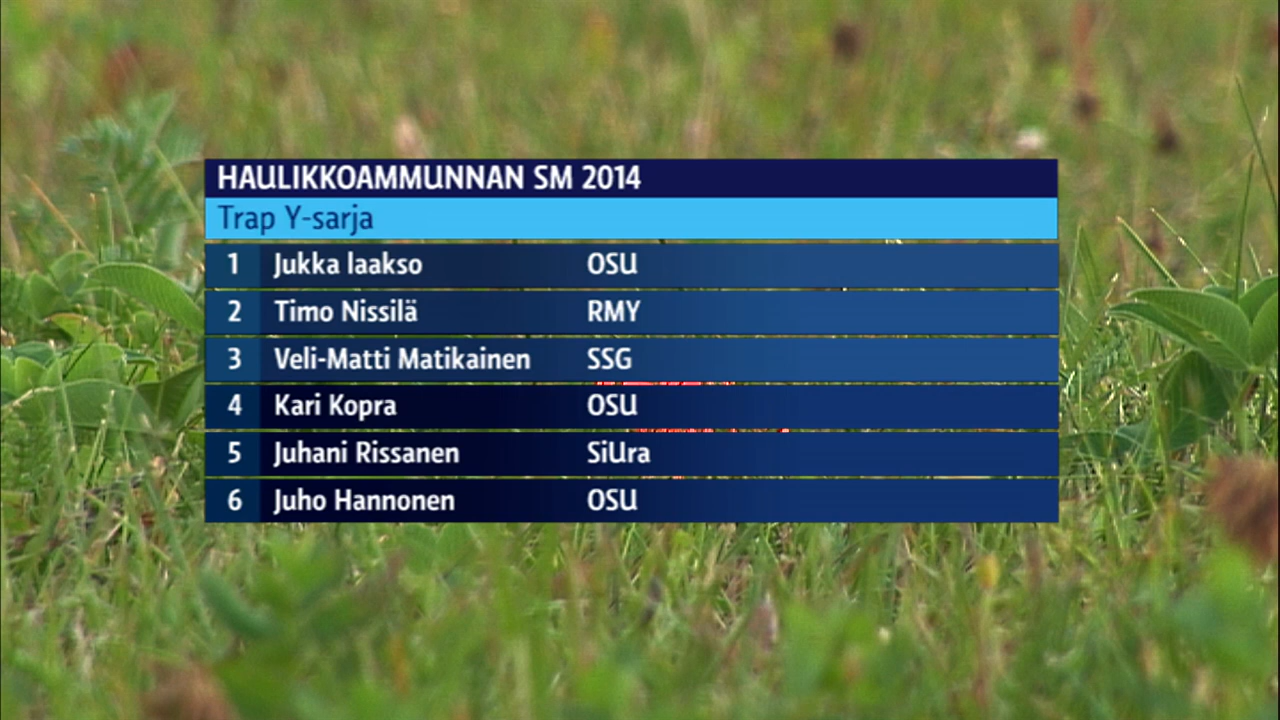 HAULIKKOAMMUNNAN SM 2014
Trap Y-sarja
1 Jukka laakso OSU
2 Timo Nissilä RMY
3 Veli-Matti Matikainen SSG
4 Kari Kopra OSU
5 Juhani Rissanen SiUra
6 Juho Hannonen OSU